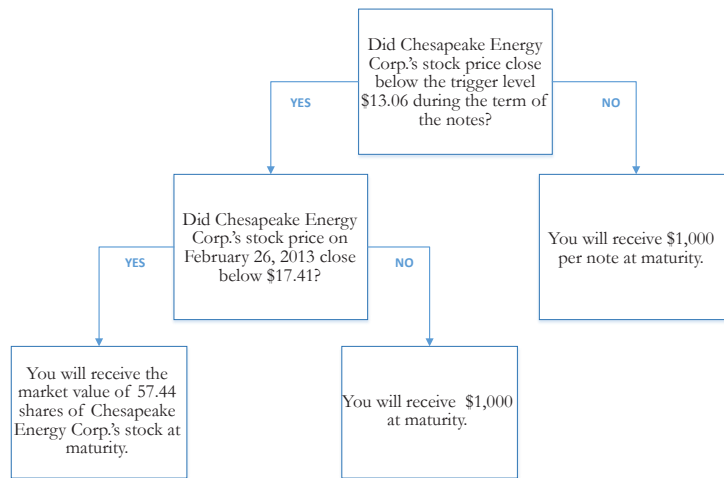 Did Chesapeake Energy
Corp.'s stock price close
below the trigger level
$13.06 during the term of
the notes?
YES
NO
Did Chesapeake Energy
Corp.'s stock price on
February 26, 2013 close
below $17.41?
You will receive $1,000
per note at maturity.
YES
NO
You will receive the
market value of 57.44
shares of Chesapeake
Energy Corp.'s stock at
maturity.
You will receive $1,000
at maturity.